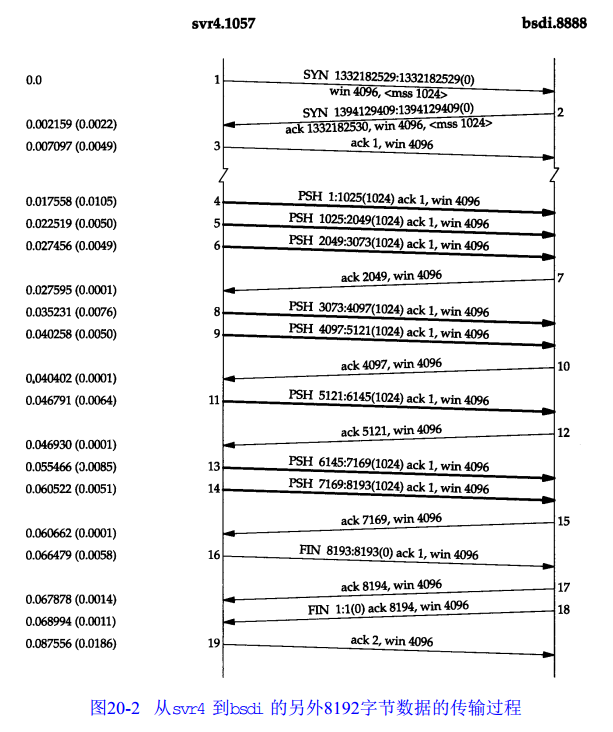 svr4.1057 bsdi.8888
0.0 1 SYN 1332182529:1332182529(0)
win 4096, <mss 1024>
SYN 1394129409:1394129409(0) 2
0.002159 (0.0022) ack 1332182530, win 4096, <mss 1024>
0.007097 (0.0049) 3 ack 1, win 4096
0.017558 (0.0105) 4 PSH 1:1025(1024) ack 1, win 4096
0.022519 (0.0050) 5 PSH 1025:2049(1024) ack 1, win 4096
0.027456 (0.0049) 6 PSH 2049:3073(1024) ack 1, win 4096
ack 2049, win 4096 7
0.027595 (0.0001)
0.035231 (0.0076) 8 PSH 3073:4097(1024) ack 1, win 4096
0.040258 (0.0050) 9 PSH 4097:5121(1024) ack 1, win 4096
ack 4097, win 4096 10
0.040402 (0.0001)
0.046791 (0.0064) 11 PSH 5121:6145(1024) ack 1, win 4096
ack 5121, win 4096 12
0.046930 (0.0001)
0.055466 (0.0085) 13 PSH 6145:7169(1024) ack 1, win 4096
0.060522 (0.0051) 14 PSH 7169:8193(1024) ack 1, win 4096
ack 7169, win 4096 15
0.060662 (0.0001)
0.066479 (0.0058) 16 FIN 8193:8193(0) ack 1, win 4096
ack 8194, win 4096 17
0.067878 (0.0014)
FIN 1:1(0) ack 8194, win 4096 18
0.068994 (0.0011)
0.087556 (0.0186) 19 ack 2, win 4096
图20-2 从svr4 到bsdi 的另外8192字节数据的传输过程